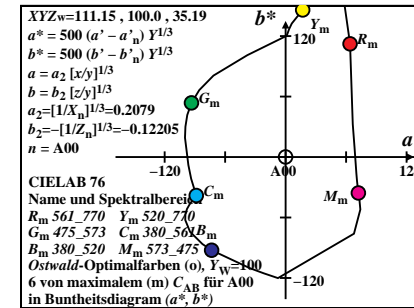 XYZw=111.15, 100.0, 35.19
a* = 500 (a' - a'n) Y1/3
b* = 500 (b' - b'n) Y1/3
a = a2 [x/y]1/3
b = b2 [z/y]1/3
a2=[1/Xn]1/3=0.2079
b2=-[1/Zn]1/3=-0.12205
n = A00
b*
Ym
120
Rm
Gm
a
-120
A00
12
CIELAB 76
Name und Spektralbereich
Rm 561_770 Ym 520_770
Gm 475_573 Cm 380_561
Bm 380_520 Mm 573_475
Cm
Bm
Mm
Ostwald-Optimalfarben (o), YW=100
-120
6 von maximalem (m) CAB für A00
in Buntheitsdiagram (a*, b*)